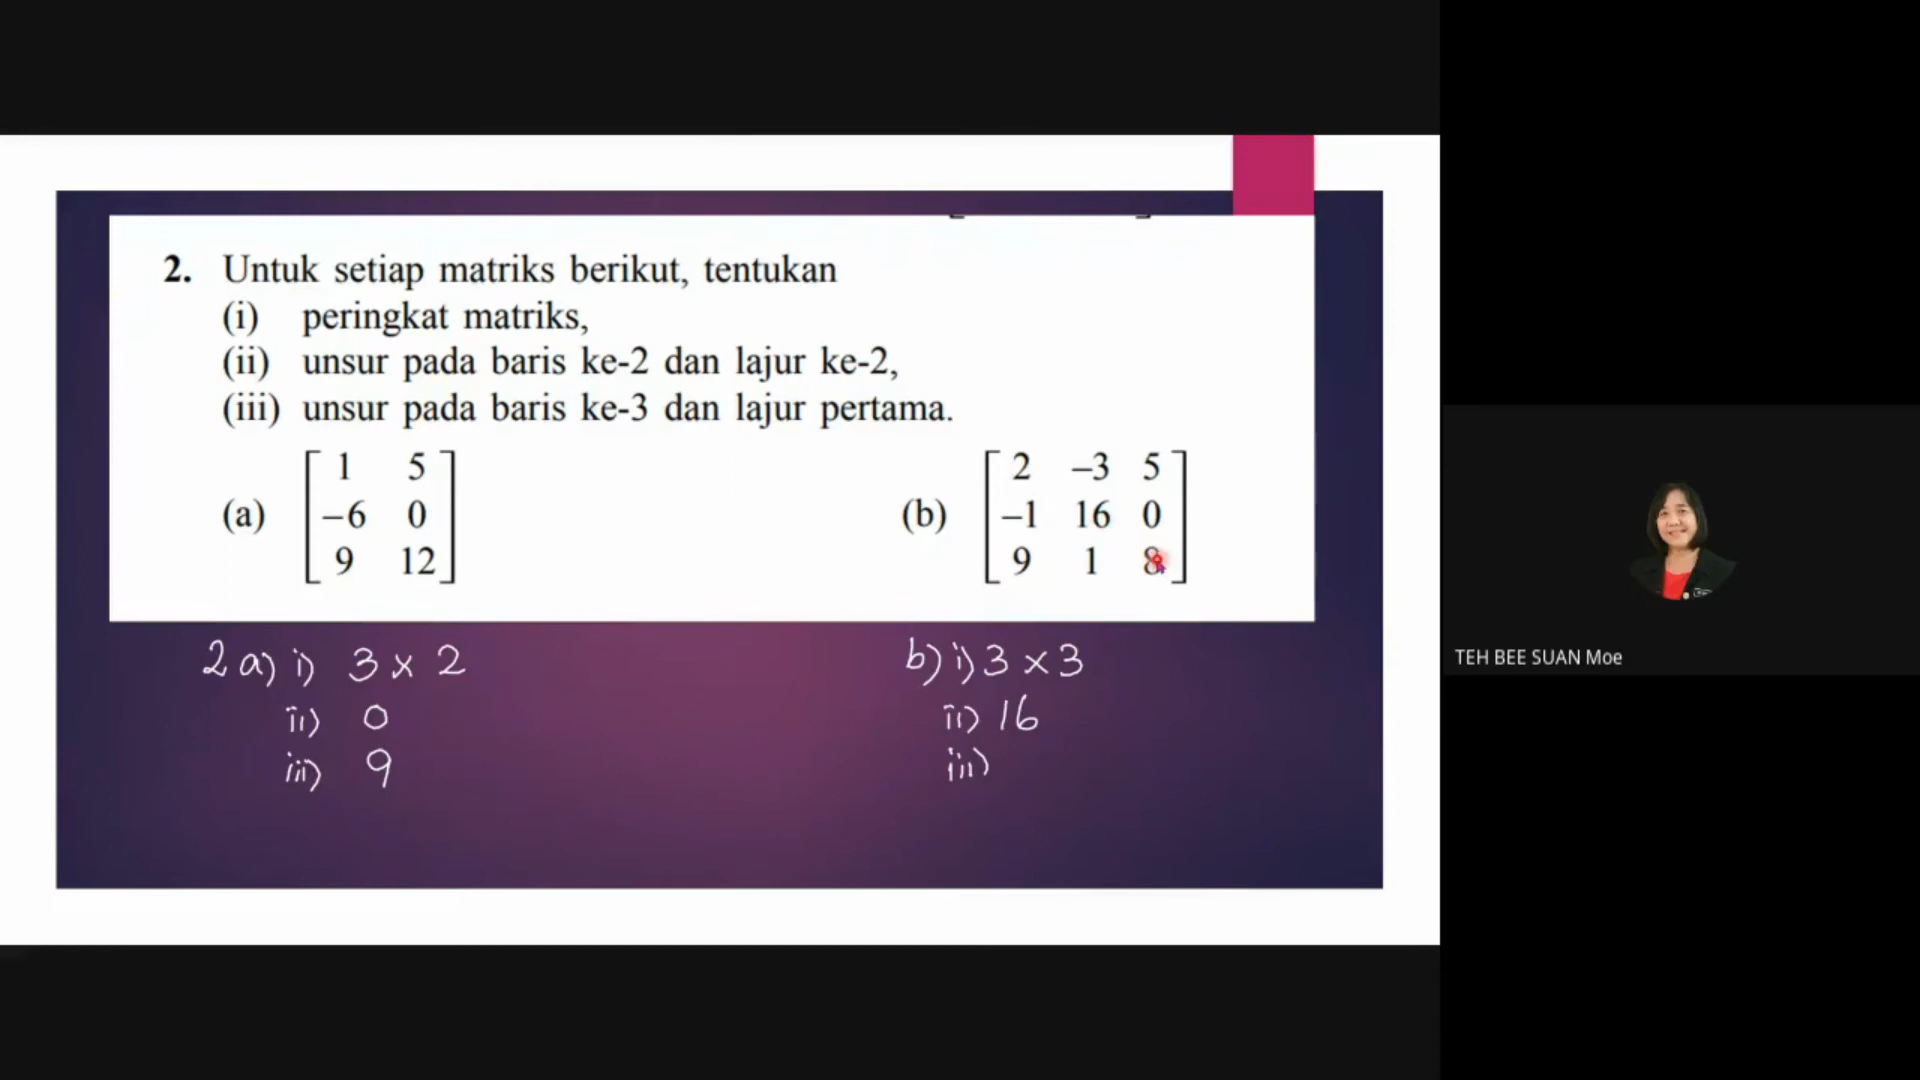 2. Untuk setiap matriks berikut, tentukan
(i) peringkat matriks,
(ii) unsur pada baris ke-2 dan lajur ke-2,
(iii) unsur pada baris ke-3 dan lajur pertama.
(a)
1 5
–6 0
9 12
(b)
2 –3 5
–1 16 0
9 1 8
2 a) i) 3 x 2
ii) 0
iii) 9
b) i) 3 x 3
ii) 16
iii)
TEH BEE SUAN Moe